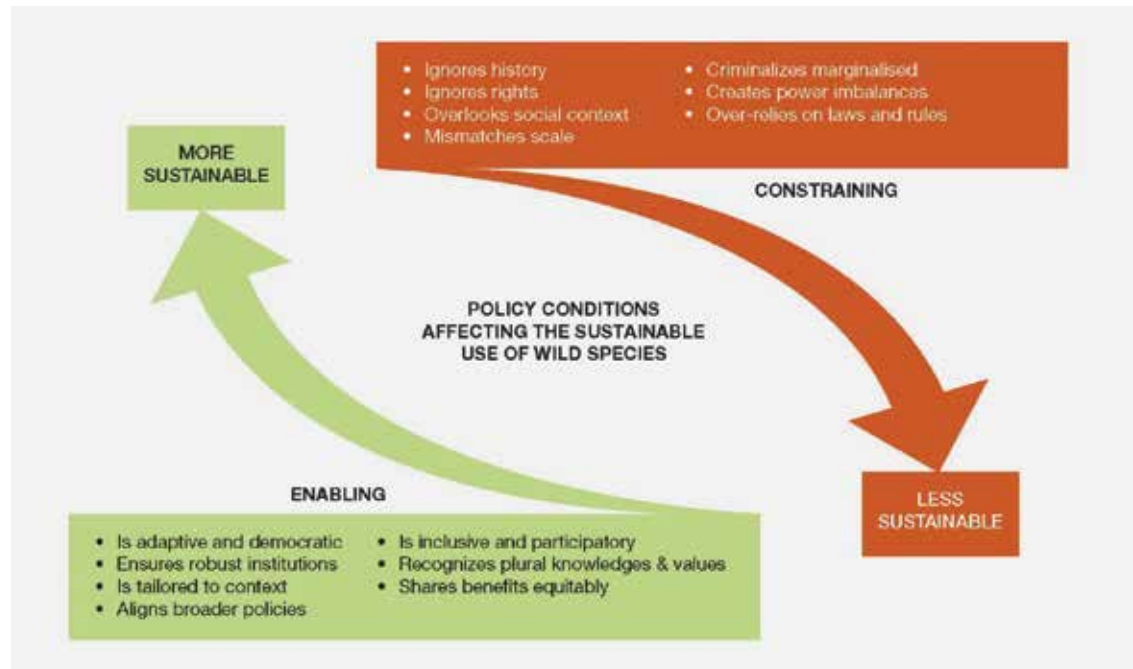 • Ignores history
• Ignores rights
• Overlooks social context
• Mismatches scale
• Criminalizes marginalised
• Creates power imbalances
• Over-relies on laws and rules
MORE
SUSTAINABLE
CONSTRAINING
POLICY CONDITIONS
AFFECTING THE SUSTAINABLE
USE OF WILD SPECIES
ENABLING
LESS
SUSTAINABLE
• Is adaptive and democratic
• Ensures robust institutions
• Is tailored to context
• Aligns broader policies
• Is inclusive and participatory
• Recognizes plural knowledges & values
• Shares benefits equitably